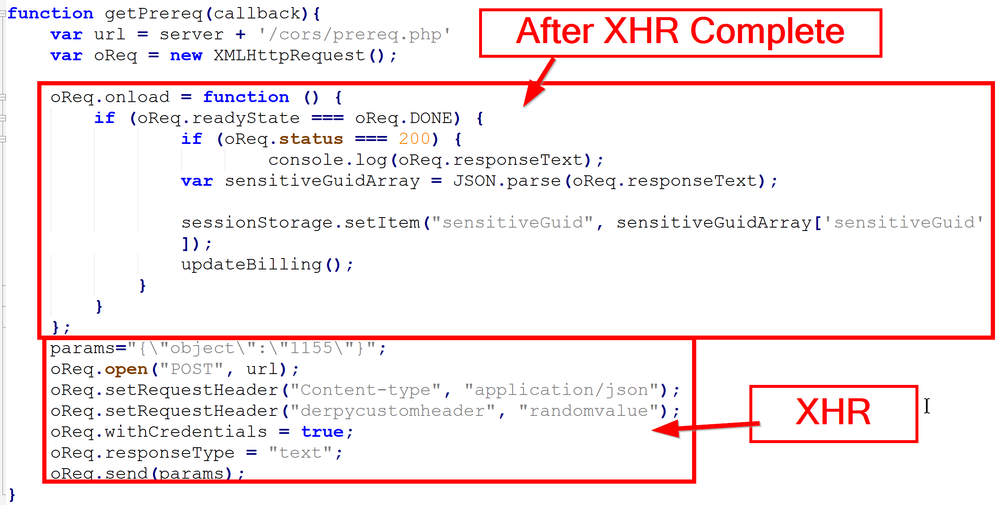 function getPrereq(callback){
After XHR Complete
var url = server + '/cors/prereq.php'
var oReq = new XMLHttpRequest();
oReq.onload = function () {
if (oReq.readyState === oReq.DONE) {
if (oReq.status === 200) {
console.log(oReq.responseText);
var sensitiveGuidArray = JSON.parse(oReq.responseText);
sessionStorage.setItem("sensitiveGuid", sensitiveGuidArray['sensitiveGuid'
]);
updateBilling();
}
}
};
params="{\"object\":\"1155\"}";
oReq.open("POST", url);
oReq.setRequestHeader("Content-type", "application/json");
oReq.setRequestHeader("derpycustomheader", "randomvalue");
XHR
oReq.withCredentials = true;
oReq.responseType = "text";
oReq.send(params);
}